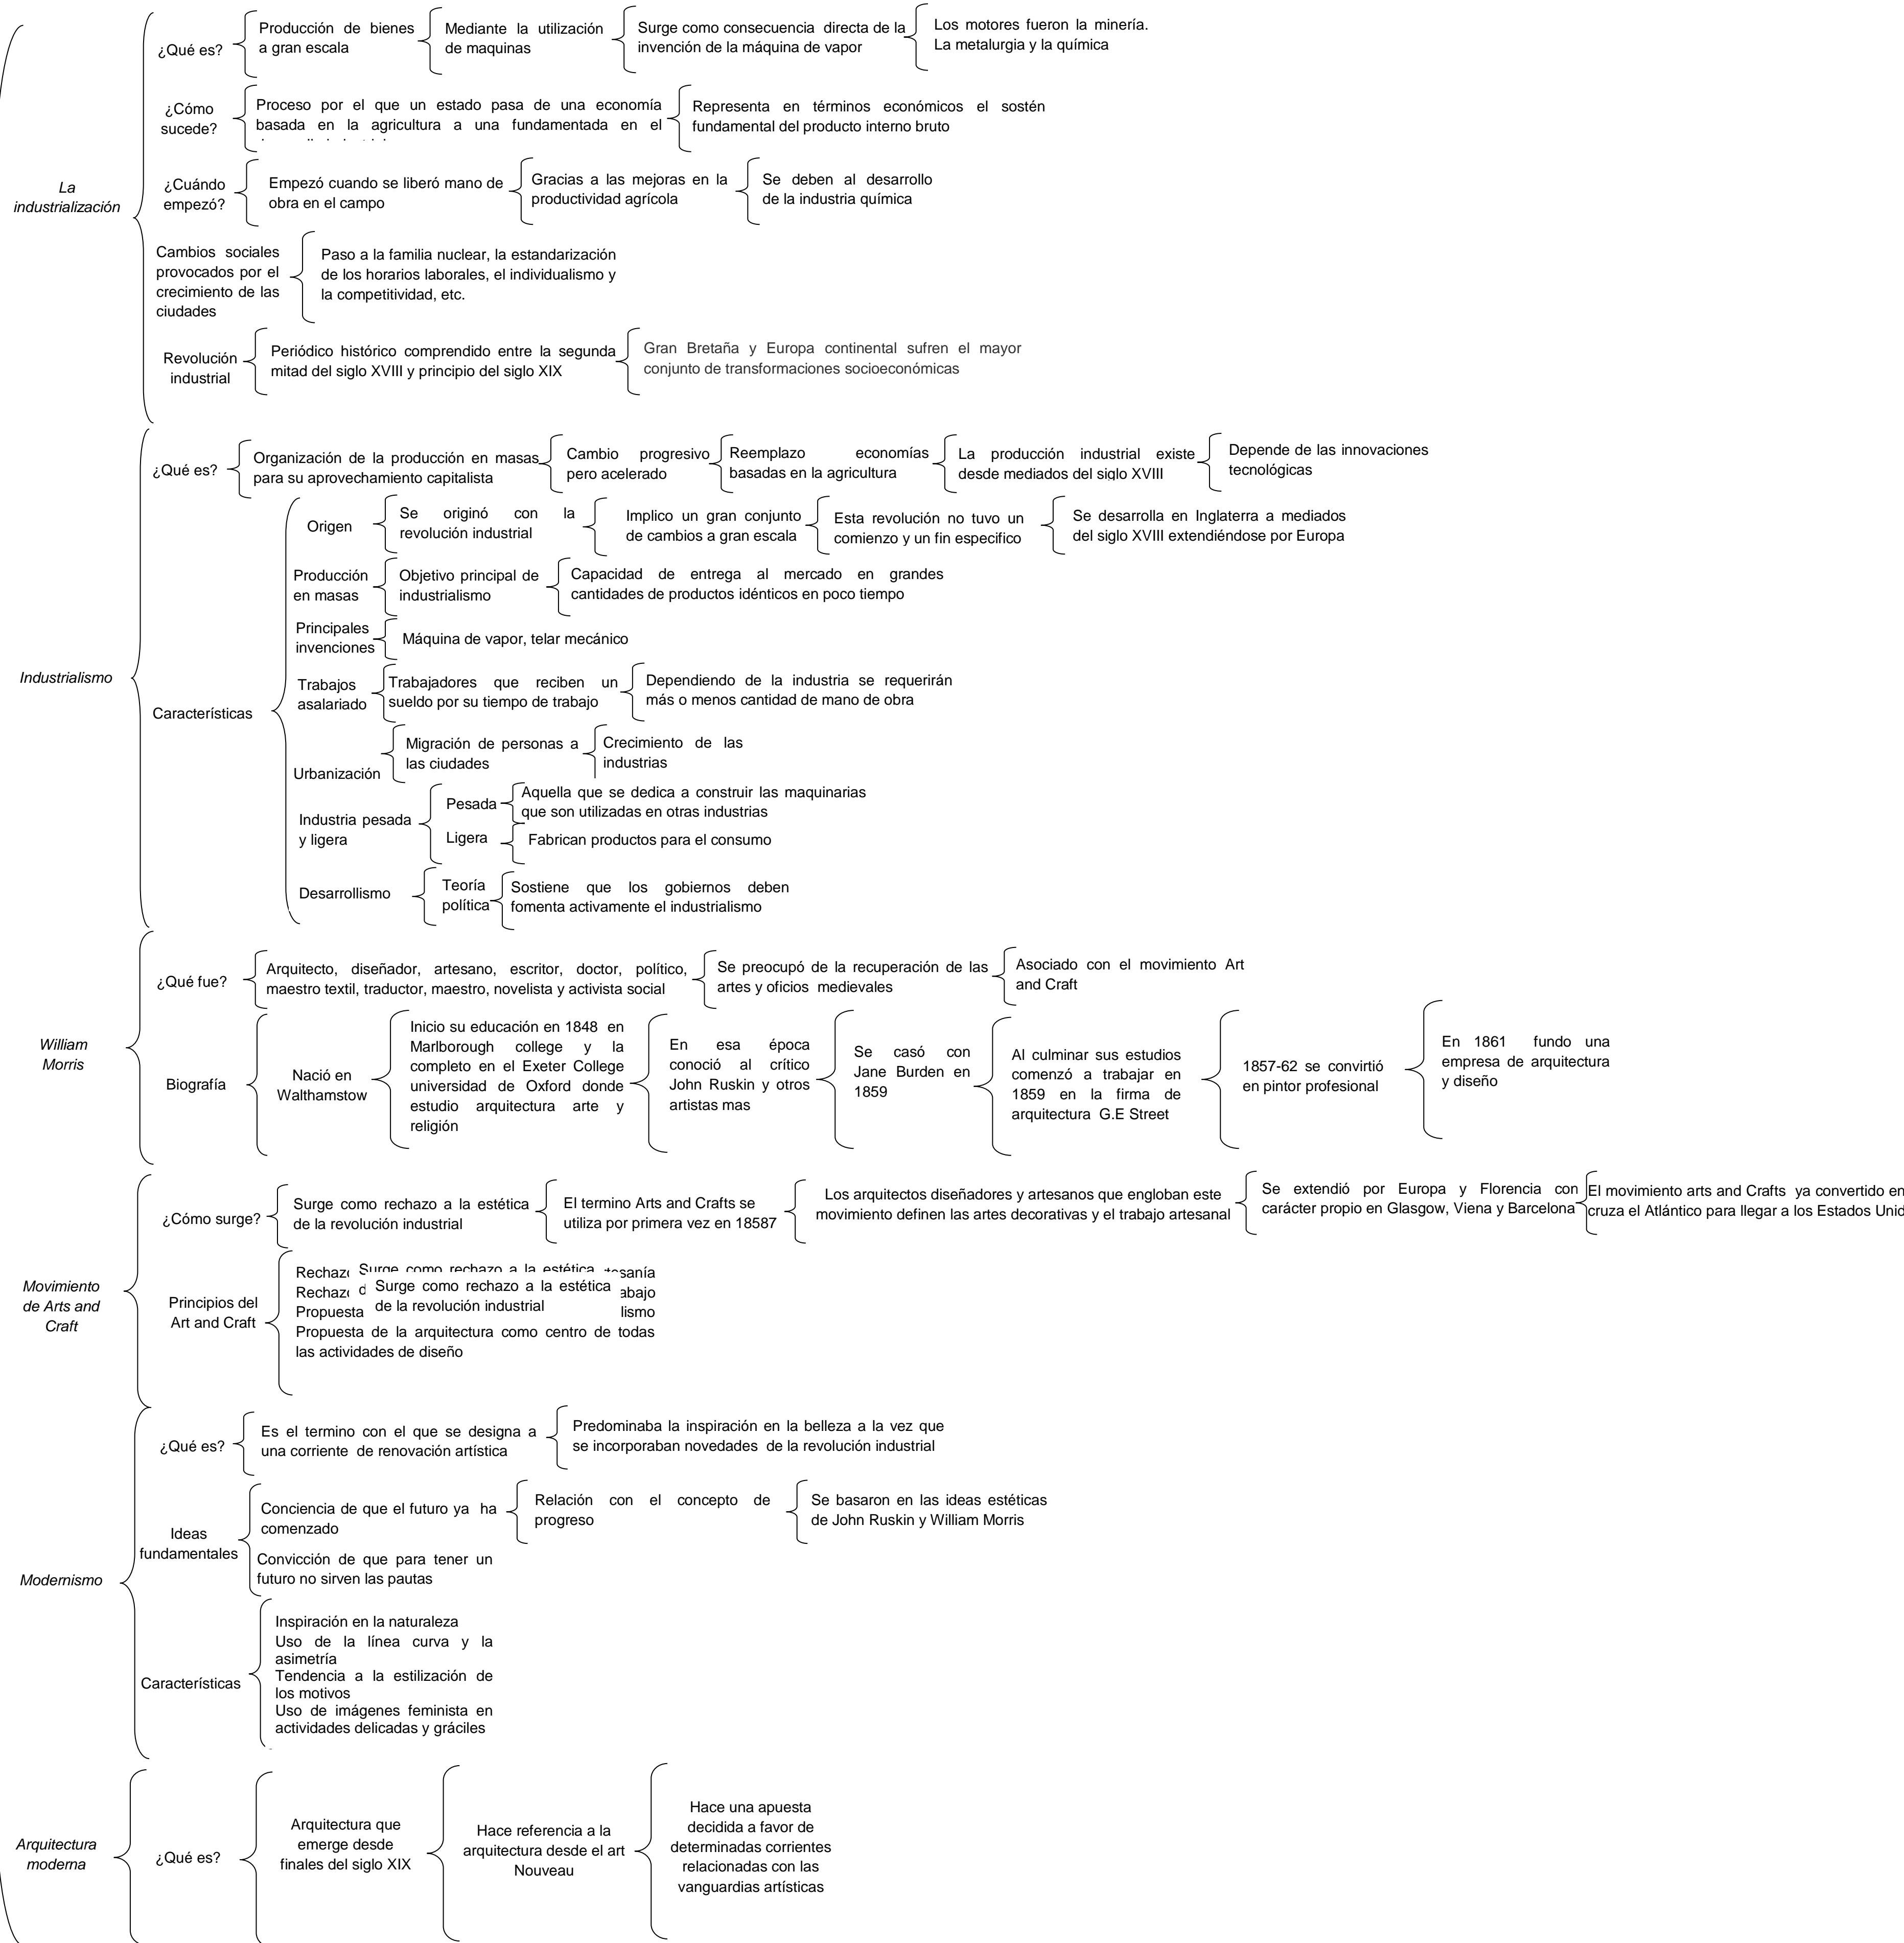 La
industrialización
¿Qué es?
Producción de bienes
a gran escala
Mediante la utilización
de maquinas
Surge como consecuencia directa de la
invención de la máquina de vapor
Los motores fueron la minería.
La metalurgia y la química
¿Cómo
sucede?
Proceso por el que un estado pasa de una economía
basada en la agricultura a una fundamentada en el
Representa en términos económicos el sostén
fundamental del producto interno bruto
¿Cuándo
empezó?
Empezó cuando se liberó mano de
obra en el campo
Gracias a las mejoras en la
productividad agrícola
Se deben al desarrollo
de la industria química
Cambios sociales
provocados por el
crecimiento de las
ciudades
Paso a la familia nuclear, la estandarización
de los horarios laborales, el individualismo y
la competitividad, etc.
Revolución
industrial
Periódico histórico comprendido entre la segunda
mitad del siglo XVIII y principio del siglo XIX
Gran Bretaña y Europa continental sufren el mayor
conjunto de transformaciones socioeconómicas
Industrialismo
¿Qué es?
Organización de la producción en masas
para su aprovechamiento capitalista
Cambio progresivo
pero acelerado
Reemplazo economías
basadas en la agricultura
La producción industrial existe
desde mediados del siglo XVIII
Depende de las innovaciones
tecnológicas
Características
Origen
Se originó con la
revolución industrial
Implico un gran conjunto
de cambios a gran escala
Esta revolución no tuvo un
comienzo y un fin especifico
Se desarrolla en Inglaterra a mediados
del siglo XVIII extendiéndose por Europa
Producción
en masas
Objetivo principal de
industrialismo
Capacidad de entrega al mercado en grandes
cantidades de productos idénticos en poco tiempo
Principales
invenciones
Máquina de vapor, telar mecánico
Trabajos
asalariado
Trabajadores que reciben un
sueldo por su tiempo de trabajo
Dependiendo de la industria se requerirán
más o menos cantidad de mano de obra
Urbanización
Migración de personas a
las ciudades
Crecimiento de las
industrias
Industria pesada
y ligera
Pesada
Aquella que se dedica a construir las maquinarias
que son utilizadas en otras industrias
Ligera
Fabrican productos para el consumo
Desarrollismo
Teoría
política
Sostiene que los gobiernos deben
fomenta activamente el industrialismo
William
Morris
¿Qué fue?
Arquitecto, diseñador, artesano, escritor, doctor, político,
maestro textil, traductor, maestro, novelista y activista social
Se preocupó de la recuperación de las
artes y oficios medievales
Asociado con el movimiento Art
and Craft
Biografía
Nació en
Walthamstow
Inicio su educación en 1848 en
Marlborough college y la
completo en el Exeter College
universidad de Oxford donde
estudio arquitectura arte y
religión
En esa época
conoció al crítico
John Ruskin y otros
artistas mas
Se casó con
Jane Burden en
1859
Al culminar sus estudios
comenzó a trabajar en
1859 en la firma de
arquitectura G.E Street
1857-62 se convirtió
en pintor profesional
En 1861 fundo una
empresa de arquitectura
y diseño
Movimiento
de Arts and
Craft
¿Cómo surge?
Surge como rechazo a la estética
de la revolución industrial
El termino Arts and Crafts se
utiliza por primera vez en 18587
Los arquitectos diseñadores y artesanos que engloban este
movimiento definen las artes decorativas y el trabajo artesanal
Se extendió por Europa y Florencia con
carácter propio en Glasgow, Viena y Barcelona
El movimiento arts and Crafts ya convertido en
cruza el Atlántico para llegar a los Estados Unid
Principios del
Art and Craft
Surge como rechazo a la estética
Surge como rechazo a la estética
de la revolución industrial
Propuesta
Propuesta de la arquitectura como centro de todas
las actividades de diseño
Modernismo
¿Qué es?
Es el termino con el que se designa a
una corriente de renovación artística
Predominaba la inspiración en la belleza a la vez que
se incorporaban novedades de la revolución industrial
Ideas
fundamentales
Conciencia de que el futuro ya ha
comenzado
Relación con el concepto de
progreso
Se basaron en las ideas estéticas
de John Ruskin y William Morris
Convicción de que para tener un
futuro no sirven las pautas
Características
Inspiración en la naturaleza
Uso de la línea curva y la
asimetría
Tendencia a la estilización de
los motivos
Uso de imágenes feminista en
actividades delicadas y gráciles
Arquitectura
moderna
¿Qué es?
Arquitectura que
emerge desde
finales del siglo XIX
Hace referencia a la
arquitectura desde el art
Nouveau
Hace una apuesta
decidida a favor de
determinadas corrientes
relacionadas con las
vanguardias artísticas